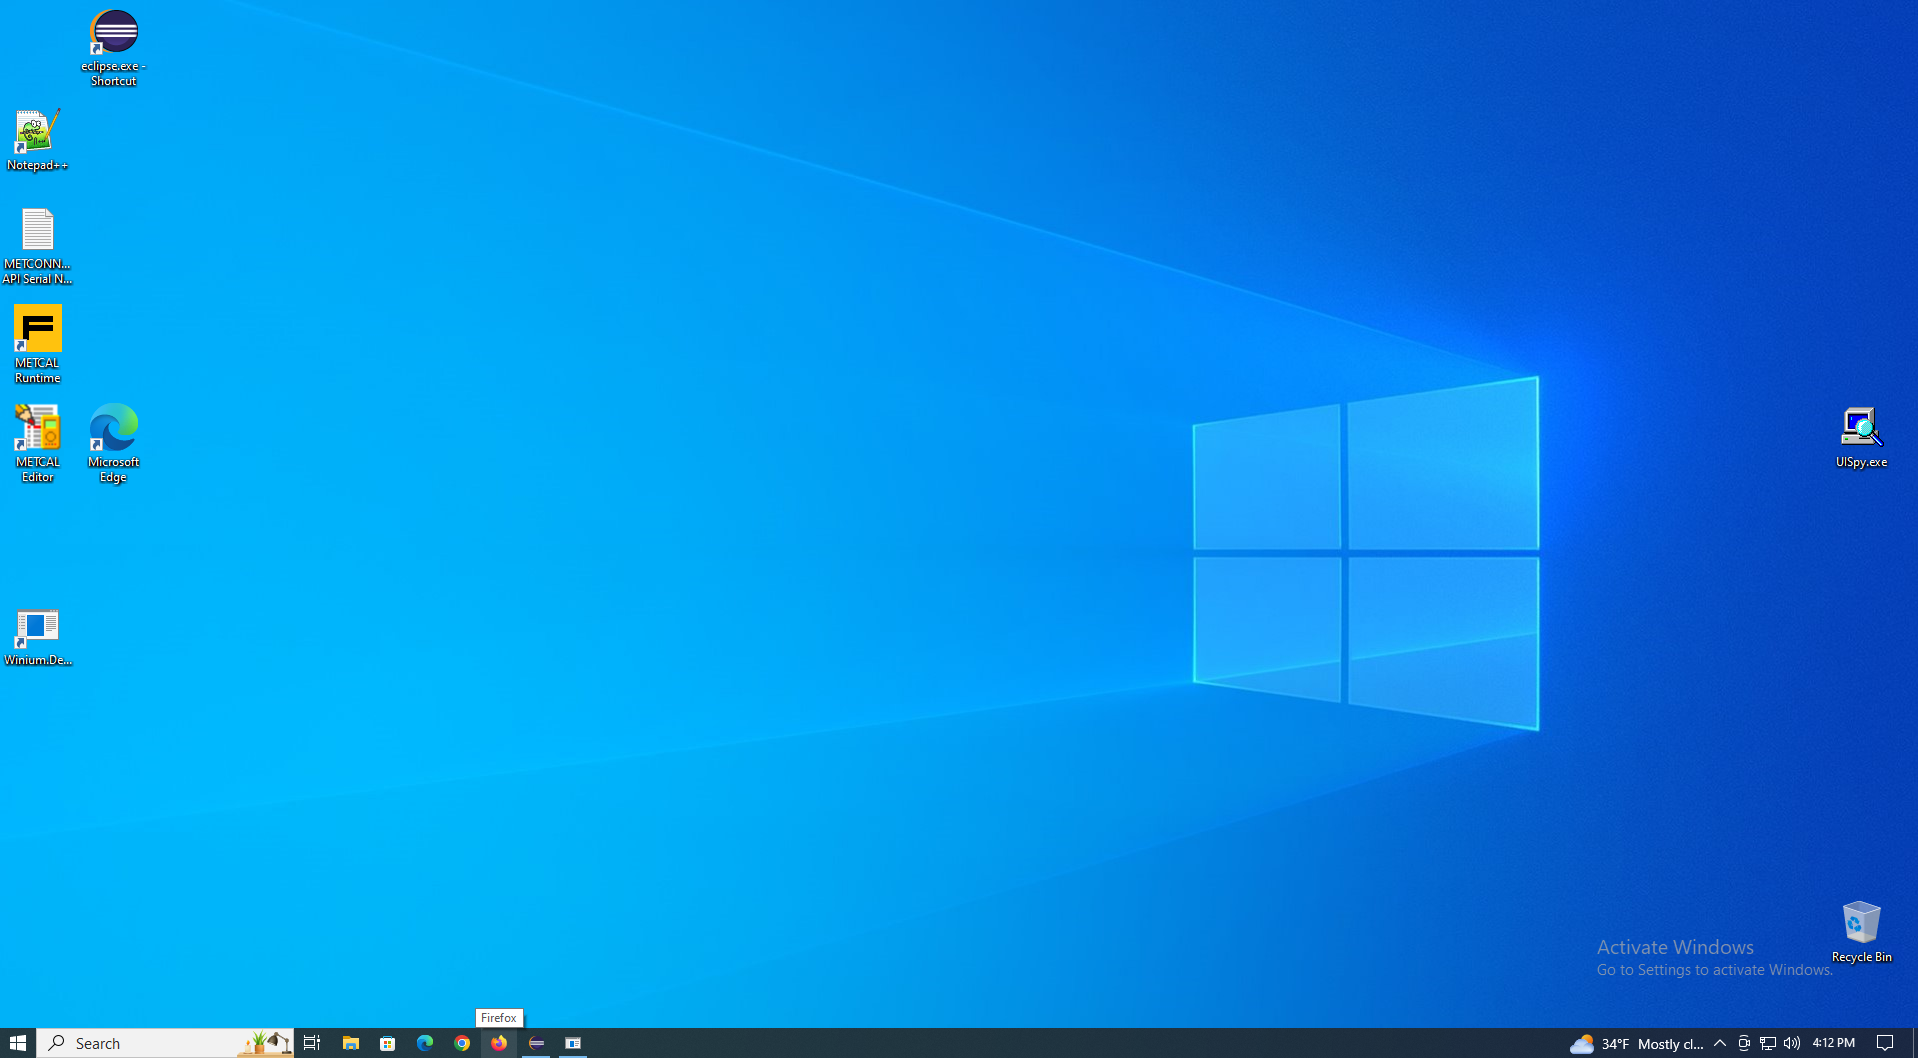 eclipse.exe -
Shortcut
Notepad++
METCONN...
API Serial N...
METCAL
Runtime
METCAL
Editor
Microsoft
Edge
Winium.De...
UISpy.exe
Recycle Bin
Activate Windows
Go to Settings to activate Windows.
Firefox
Search
34°F Mostly cl...
4:12 PM